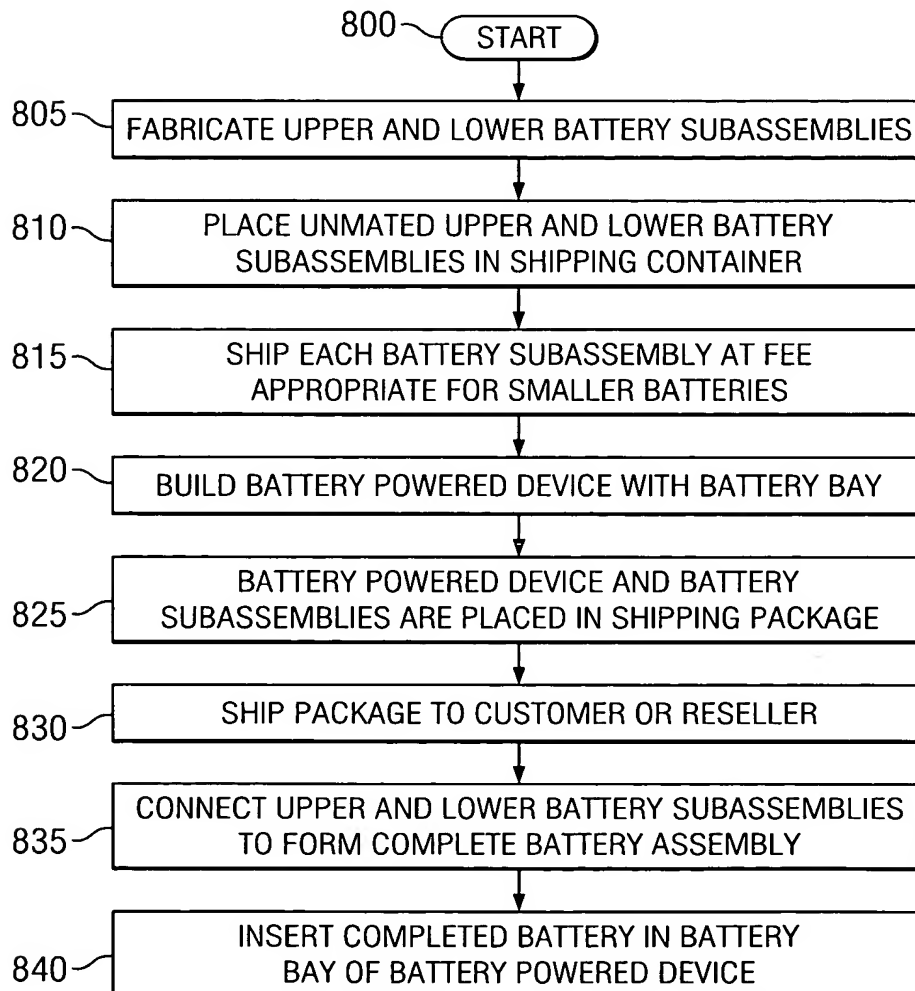 800 START
805 FABRICATE UPPER AND LOWER BATTERY SUBASSEMBLIES
810 PLACE UNMATED UPPER AND LOWER BATTERY
SUBASSEMBLIES IN SHIPPING CONTAINER
815 SHIP EACH BATTERY SUBASSEMBLY AT FEE
APPROPRIATE FOR SMALLER BATTERIES
820 BUILD BATTERY POWERED DEVICE WITH BATTERY BAY
825 BATTERY POWERED DEVICE AND BATTERY
SUBASSEMBLIES ARE PLACED IN SHIPPING PACKAGE
830 SHIP PACKAGE TO CUSTOMER OR RESELLER
835 CONNECT UPPER AND LOWER BATTERY SUBASSEMBLIES
TO FORM COMPLETE BATTERY ASSEMBLY
840 INSERT COMPLETED BATTERY IN BATTERY
BAY OF BATTERY POWERED DEVICE